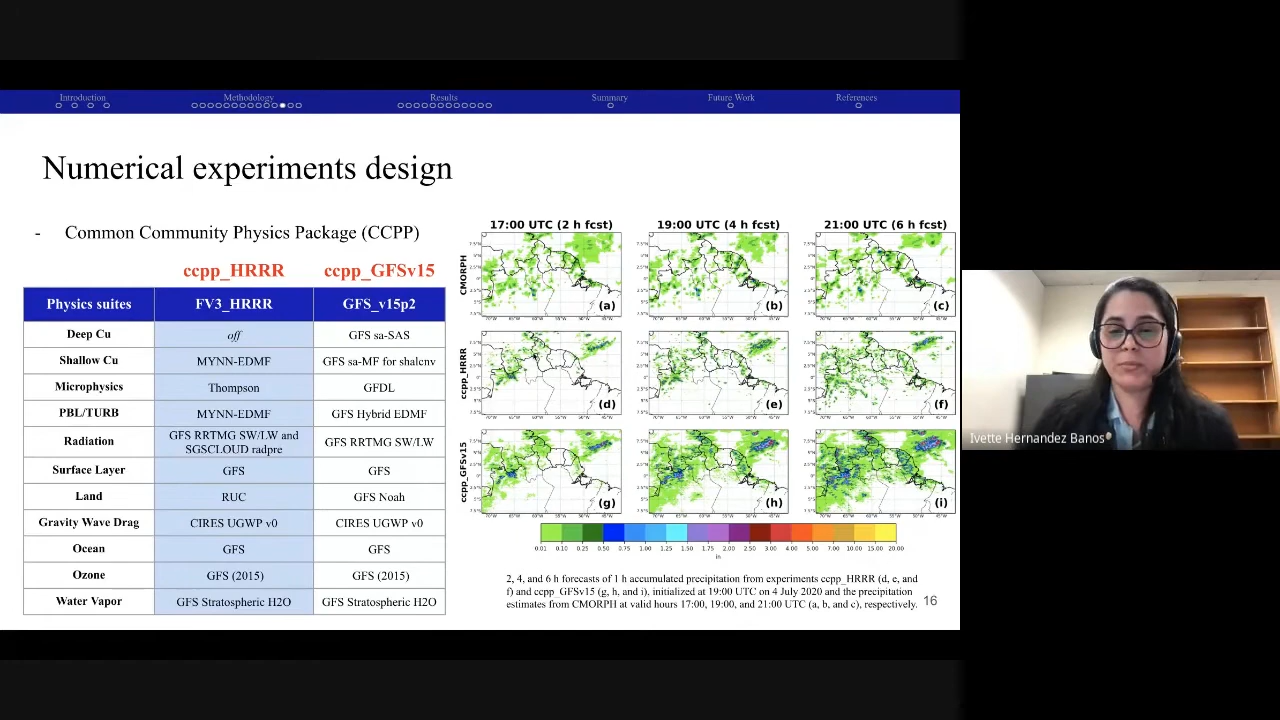 Introduction Methodology Results Summary Future Work References
Numerical experiments design
- Common Community Physics Package (CCPP)
ccpp_HRRR ccpp_GFSv15
Physics suites FV3_HRRR GFS_v15p2
Deep Cu off GFS sa-SAS
Shallow Cu MYNN-EDMF GFS sa-MF for shalcnv
Microphysics Thompson GFDL
PBL/TURB MYNN-EDMF GFS Hybrid EDMF
Radiation GFS RRTMG SW/LW and SGSCLOUD radpre GFS RRTMG SW/LW
Surface Layer GFS GFS
Land RUC GFS Noah
Gravity Wave Drag CIRES UGWP v0 CIRES UGWP v0
Ocean GFS GFS
Ozone GFS (2015) GFS (2015)
Water Vapor GFS Stratospheric H2O GFS Stratospheric H2O
17:00 UTC (2 h fcst) 19:00 UTC (4 h fcst) 21:00 UTC (6 h fcst)
CMORPH (a) (b) (c)
ccpp_HRRR (d) (e) (f)
ccpp_GFSv15 (g) (h) (i)
0.01 0.10 0.25 0.50 0.75 1.00 1.25 1.50 1.75 2.00 2.50 3.00 4.00 5.00 7.00 10.00 15.00 20.00
in
2, 4, and 6 h forecasts of 1 h accumulated precipitation from experiments ccpp_HRRR (d, e, and
f) and ccpp_GFSv15 (g, h, and i), initialized at 19:00 UTC on 4 July 2020 and the precipitation
estimates from CMORPH at valid hours 17:00, 19:00, and 21:00 UTC (a, b, and c), respectively.
16
Ivette Hernandez Banos